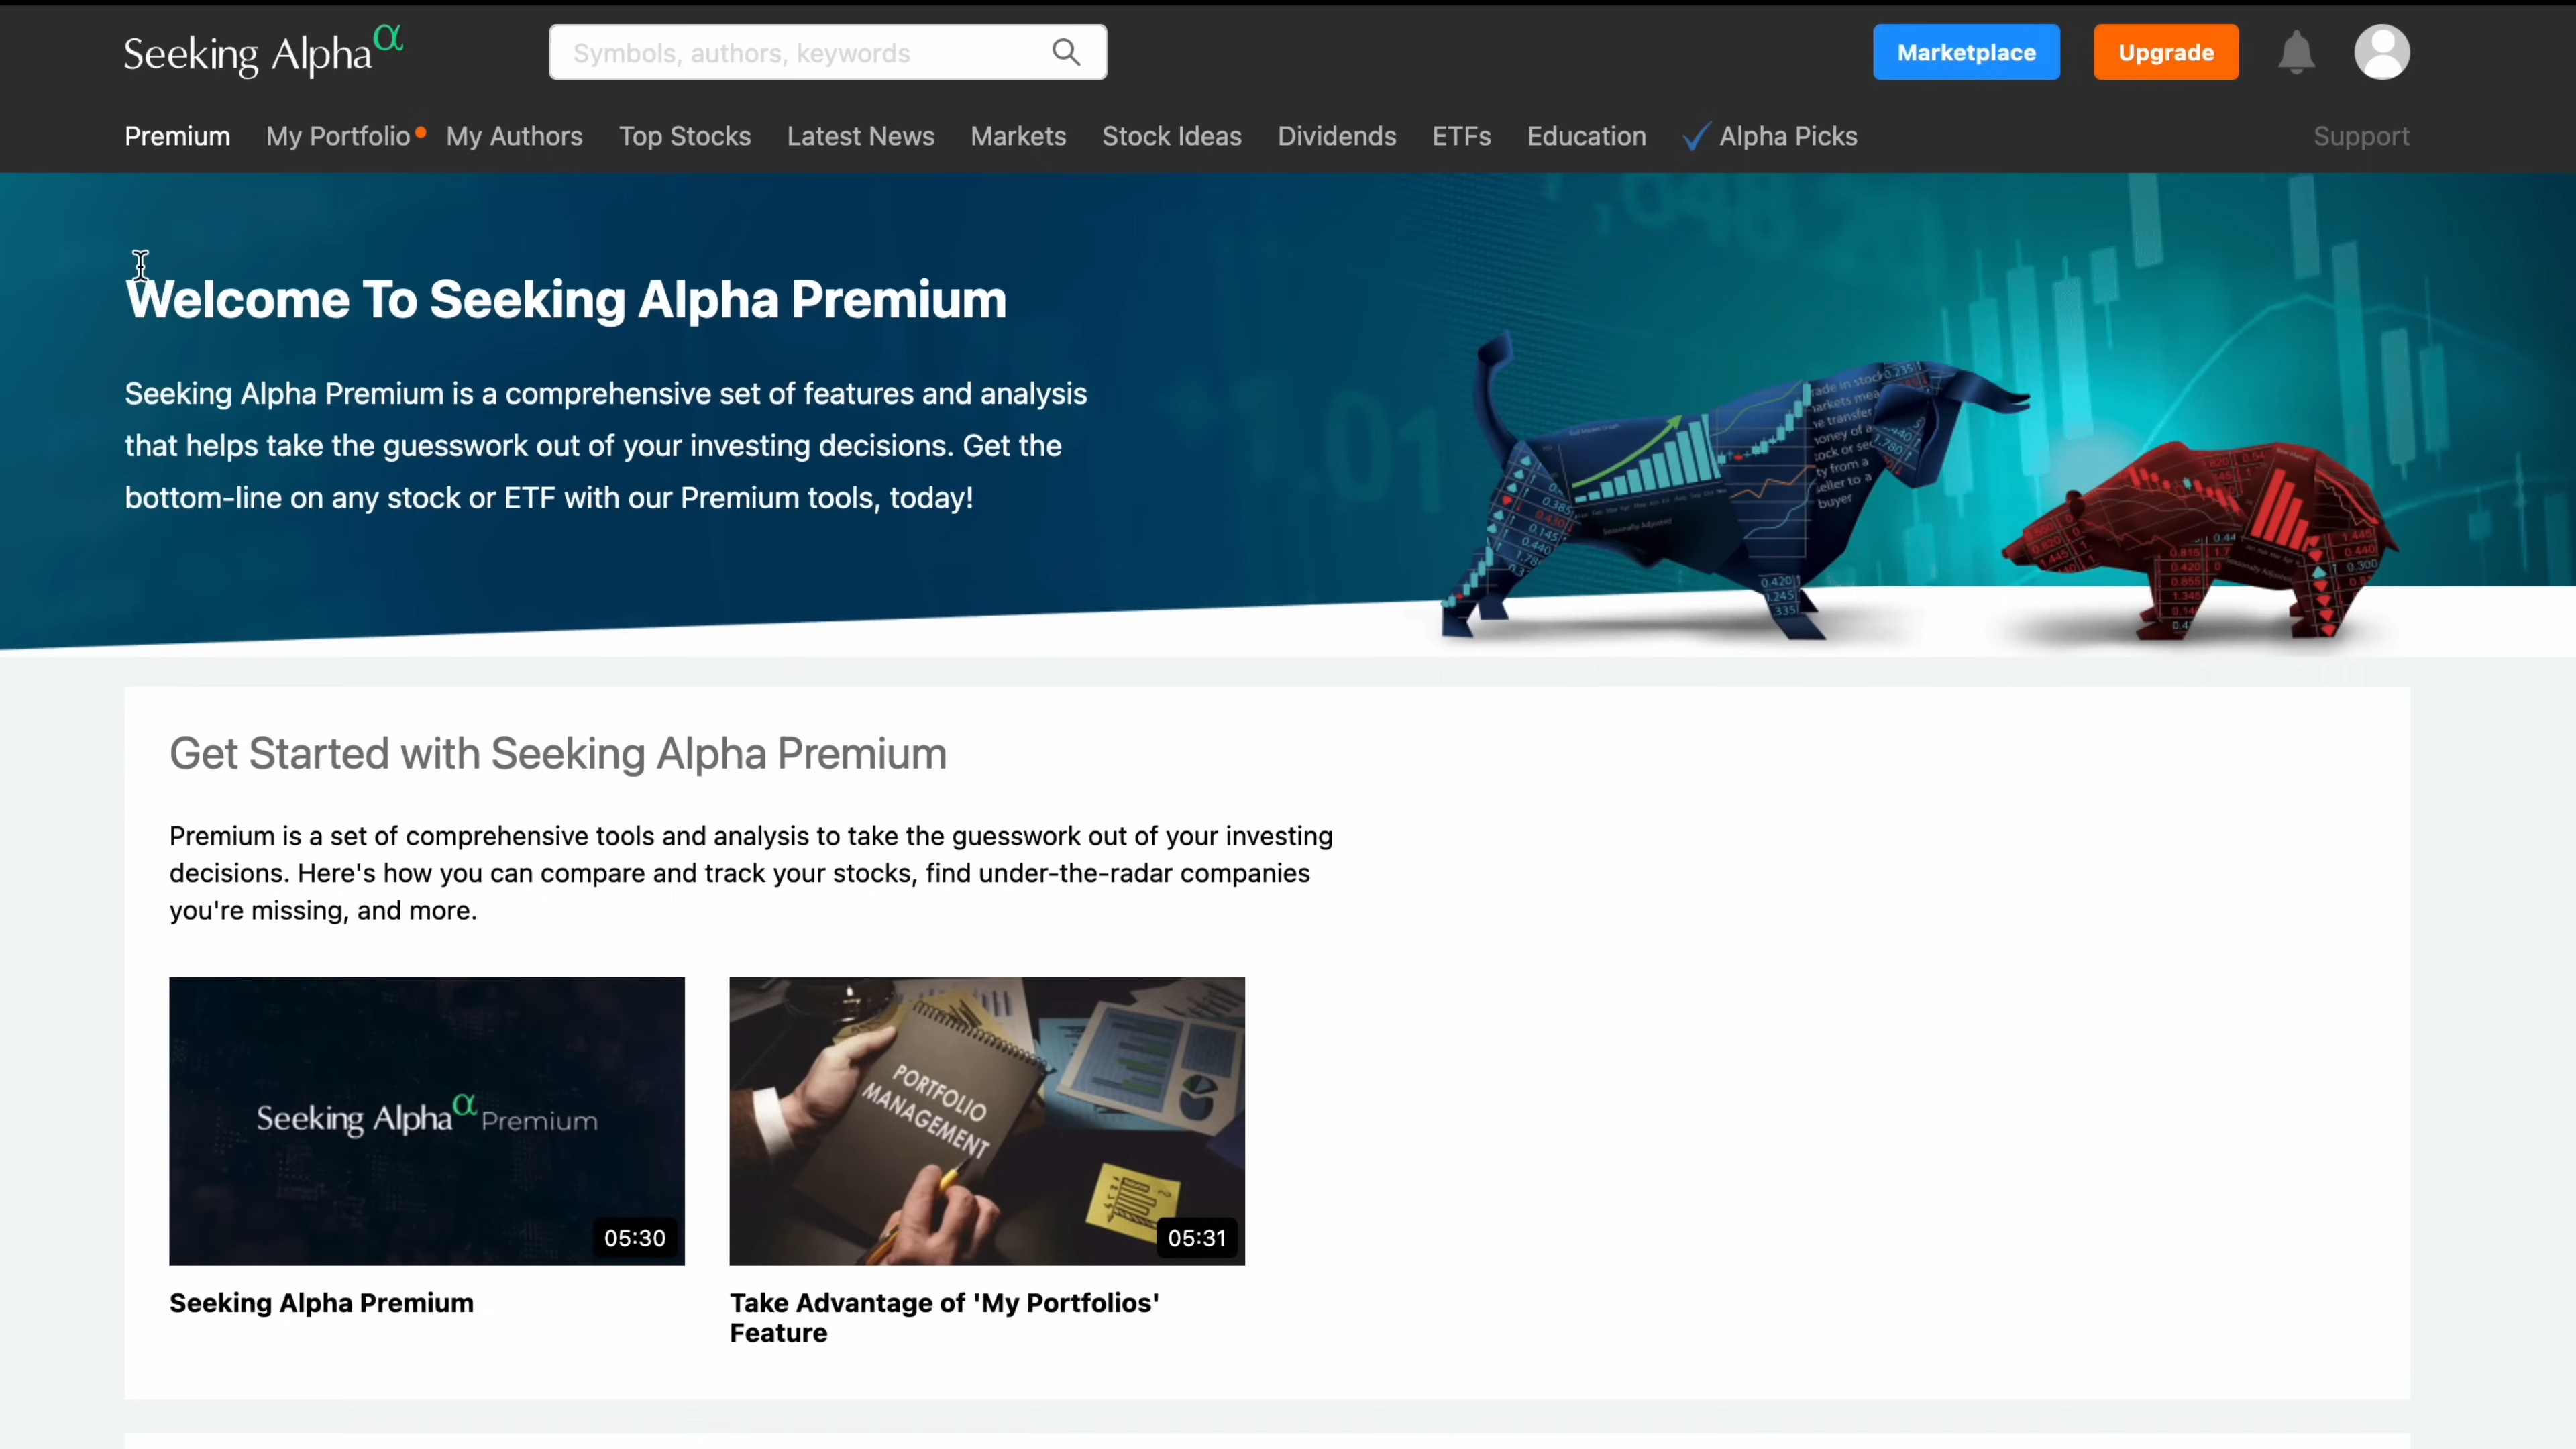 Seeking Alpha α
Symbols, authors, keywords
Marketplace
Upgrade
Premium
My Portfolio
My Authors
Top Stocks
Latest News
Markets
Stock Ideas
Dividends
ETFs
Education
Alpha Picks
Support
Welcome To Seeking Alpha Premium
Seeking Alpha Premium is a comprehensive set of features and analysis
that helps take the guesswork out of your investing decisions. Get the
bottom-line on any stock or ETF with our Premium tools, today!
Get Started with Seeking Alpha Premium
Premium is a set of comprehensive tools and analysis to take the guesswork out of your investing
decisions. Here's how you can compare and track your stocks, find under-the-radar companies
you're missing, and more.
Seeking Alpha α Premium
05:30
PORTFOLIO
MANAGEMENT
05:31
Seeking Alpha Premium
Take Advantage of 'My Portfolios'
Feature